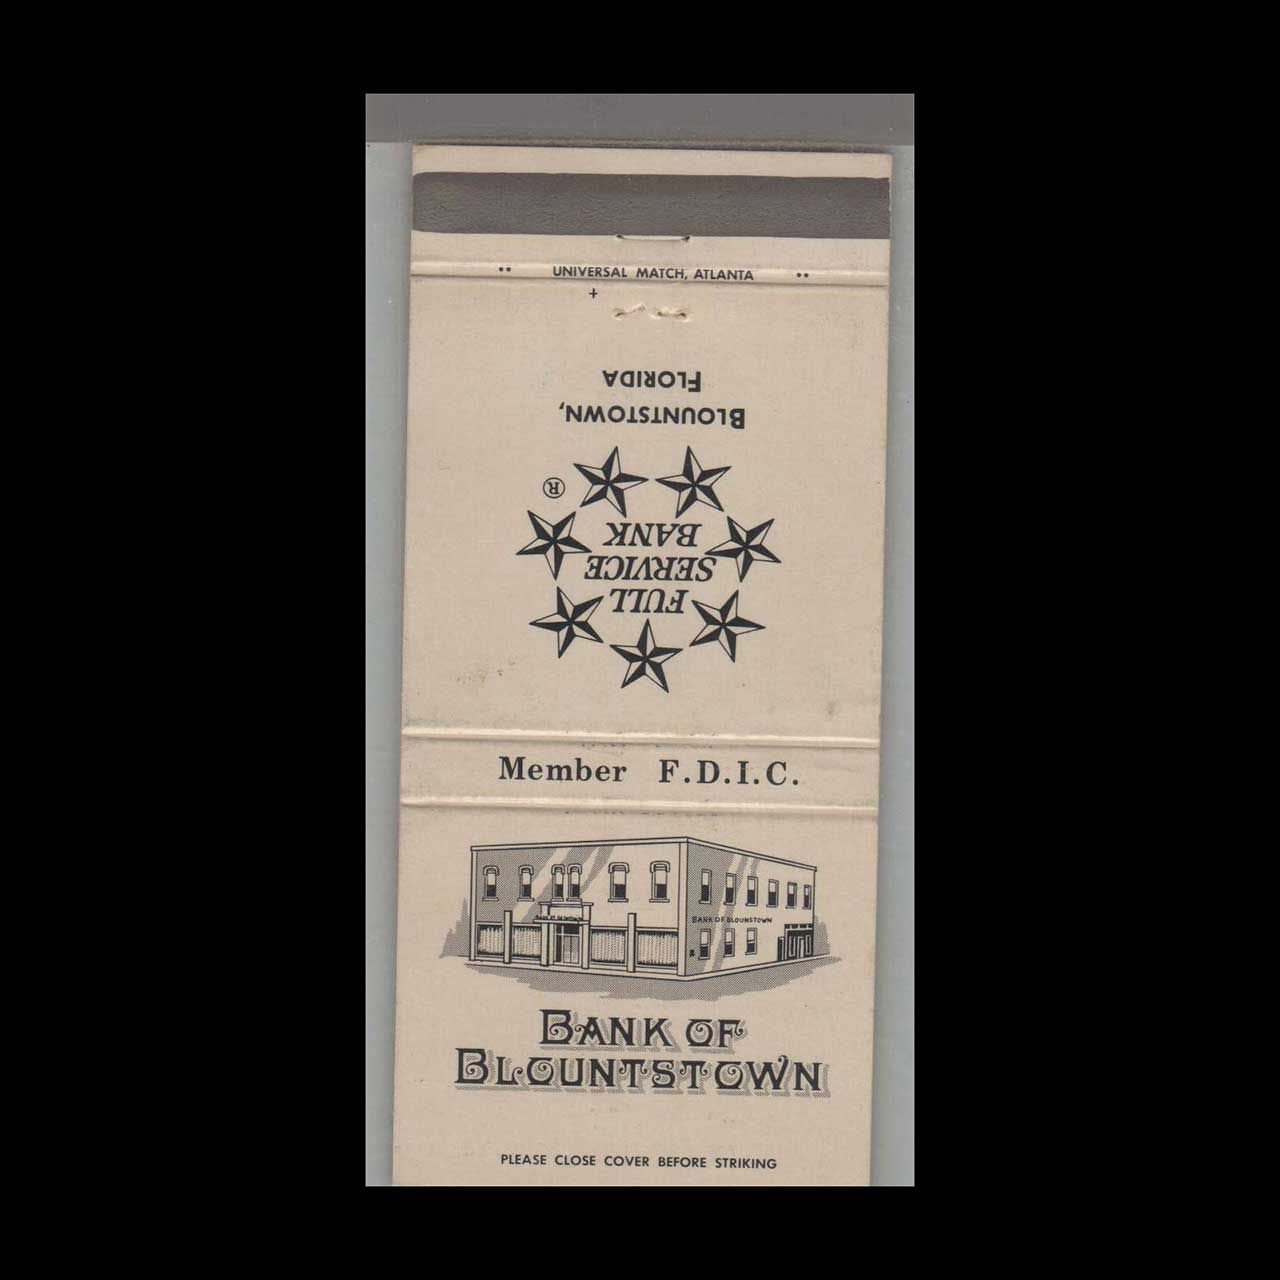 UNIVERSAL MATCH, ATLANTA
FULL
SERVICE
BANK
®
BLOUNTSTOWN,
FLORIDA
Member F.D.I.C.
BANK OF BLOUNSTOWN
BANK OF
BLOUNTSTOWN
PLEASE CLOSE COVER BEFORE STRIKING